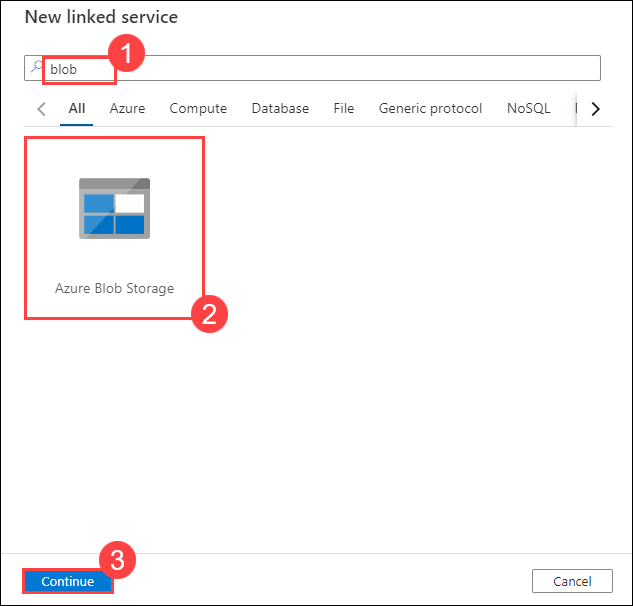 New linked service
1
blob
All Azure Compute Database File Generic protocol NoSQL
Azure Blob Storage
2
3
Continue Cancel